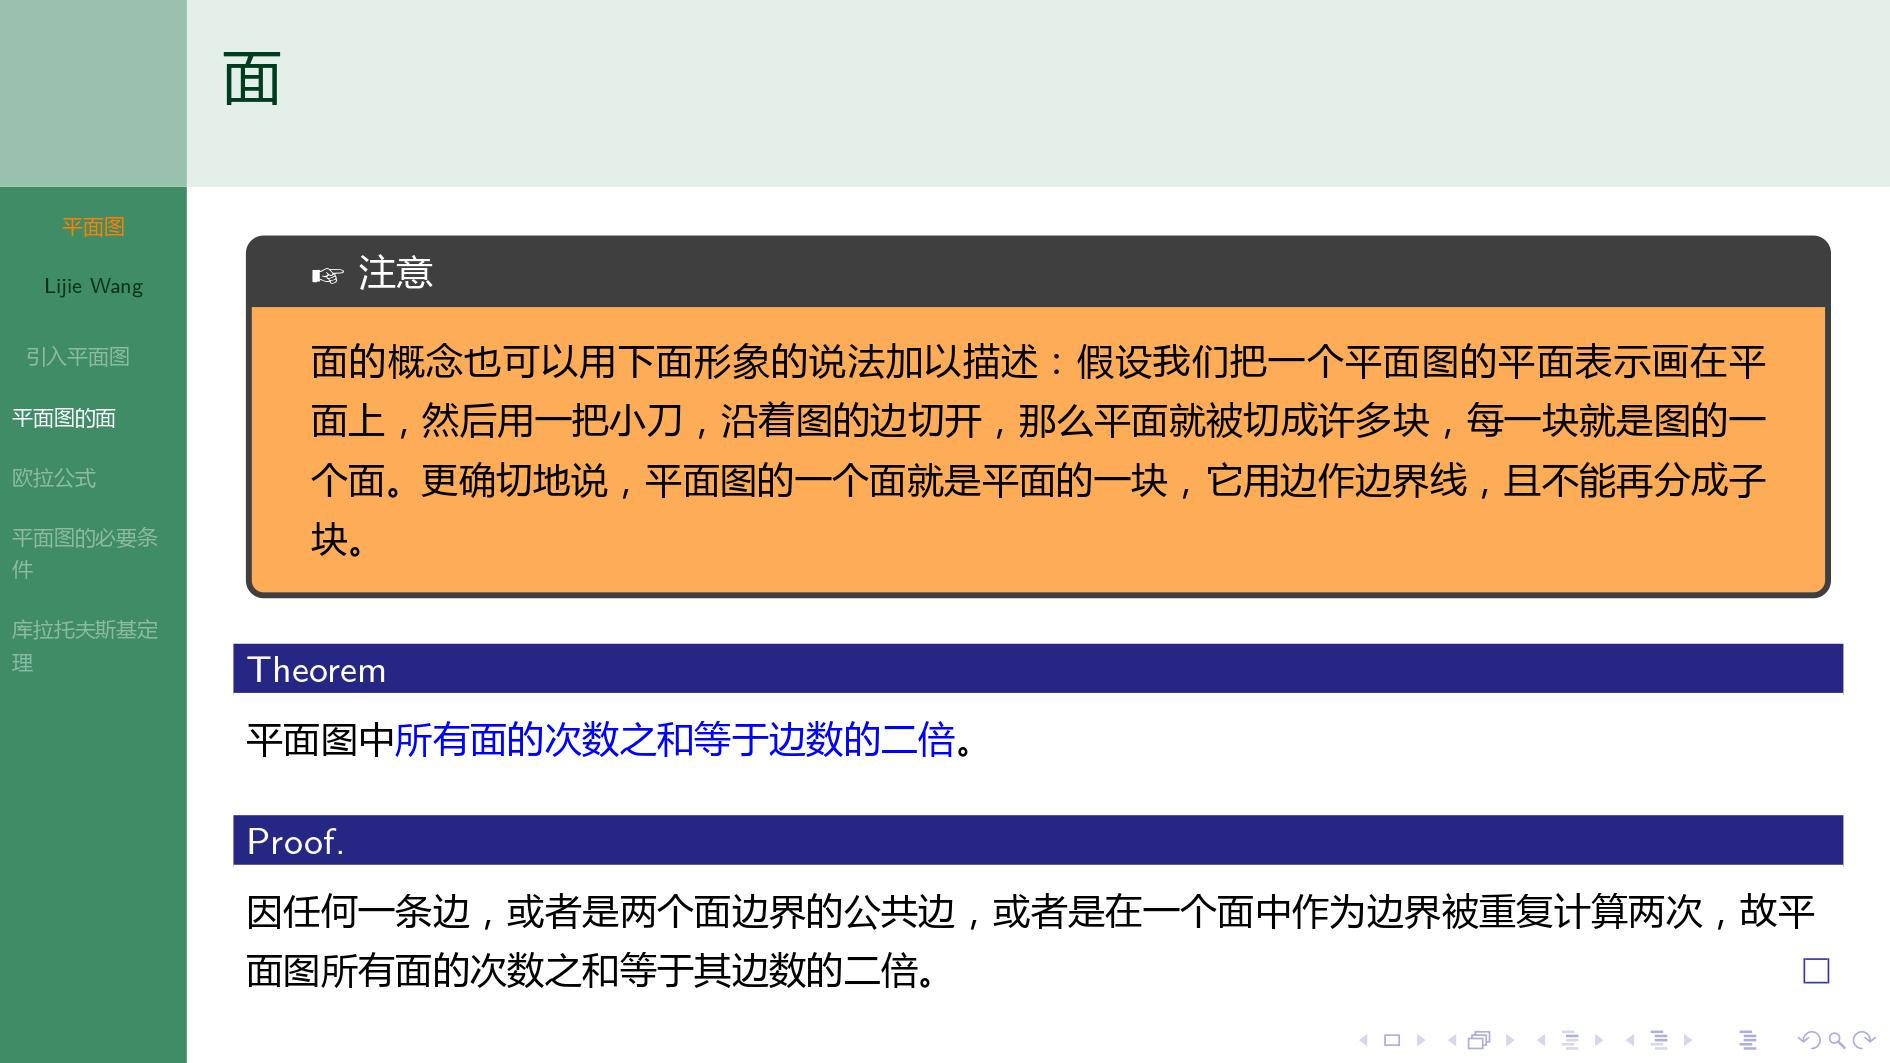 面
平面图
Lijie Wang
引入平面图
平面图的面
欧拉公式
平面图的必要条
件
库拉托夫斯基定
理
☞ 注意
面的概念也可以用下面形象的说法加以描述：假设我们把一个平面图的平面表示画在平
面上，然后用一把小刀，沿着图的边切开，那么平面就被切成许多块，每一块就是图的一
个面。更确切地说，平面图的一个面就是平面的一块，它用边作边界线，且不能再分成子
块。
Theorem
平面图中所有面的次数之和等于边数的二倍。
Proof.
因任何一条边，或者是两个面边界的公共边，或者是在一个面中作为边界被重复计算两次，故平
面图所有面的次数之和等于其边数的二倍。